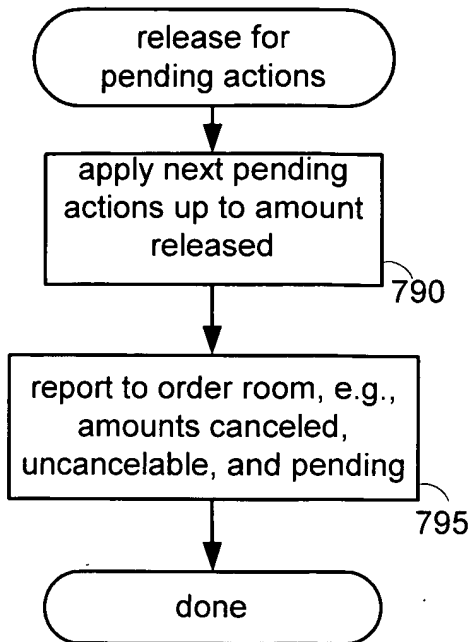 release for
pending actions
apply next pending
actions up to amount
released
790
report to order room, e.g.,
amounts canceled,
uncancelable, and pending
795
done